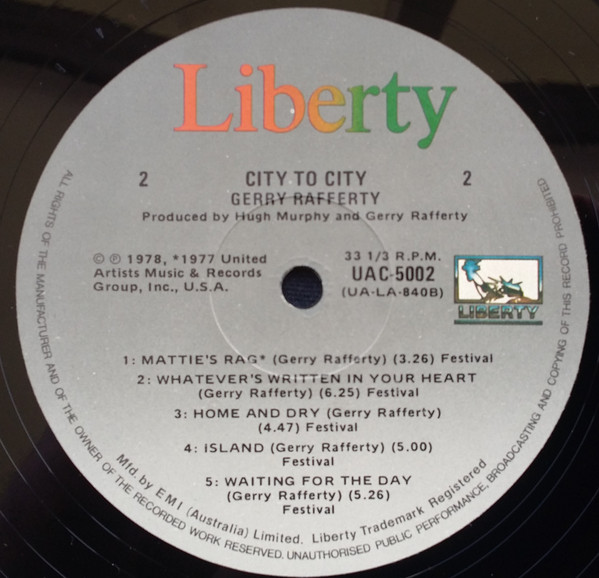 Liberty
2 CITY TO CITY 2
GERRY RAFFERTY
Produced by Hugh Murphy and Gerry Rafferty
© ℗ 1978, *1977 United
Artists Music & Records
Group, Inc., U.S.A.
33 1/3 R.P.M.
UAC-5002
(UA-LA-840B)
LIBERTY
1: MATTIE'S RAG* (Gerry Rafferty) (3.26) Festival
2: WHATEVER'S WRITTEN IN YOUR HEART
(Gerry Rafferty) (6.25) Festival
3: HOME AND DRY (Gerry Rafferty)
(4.47) Festival
4: ISLAND (Gerry Rafferty) (5.00)
Festival
5: WAITING FOR THE DAY
(Gerry Rafferty) (5.26)
Festival
Mfd. by EMI (Australia) Limited. Liberty Trademark Registered
ALL RIGHTS OF THE MANUFACTURER AND OF THE OWNER OF THE RECORDED WORK RESERVED. UNAUTHORISED PUBLIC PERFORMANCE, BROADCASTING AND COPYING OF THIS RECORD PROHIBITED